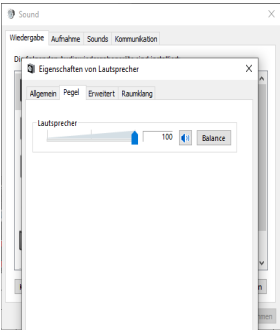 Sound
Wiedergabe Aufnahme Sounds Kommunikation
Eigenschaften von Lautsprecher
Allgemein Pegel Erweitert Raumklang
Lautsprecher
100 Balance